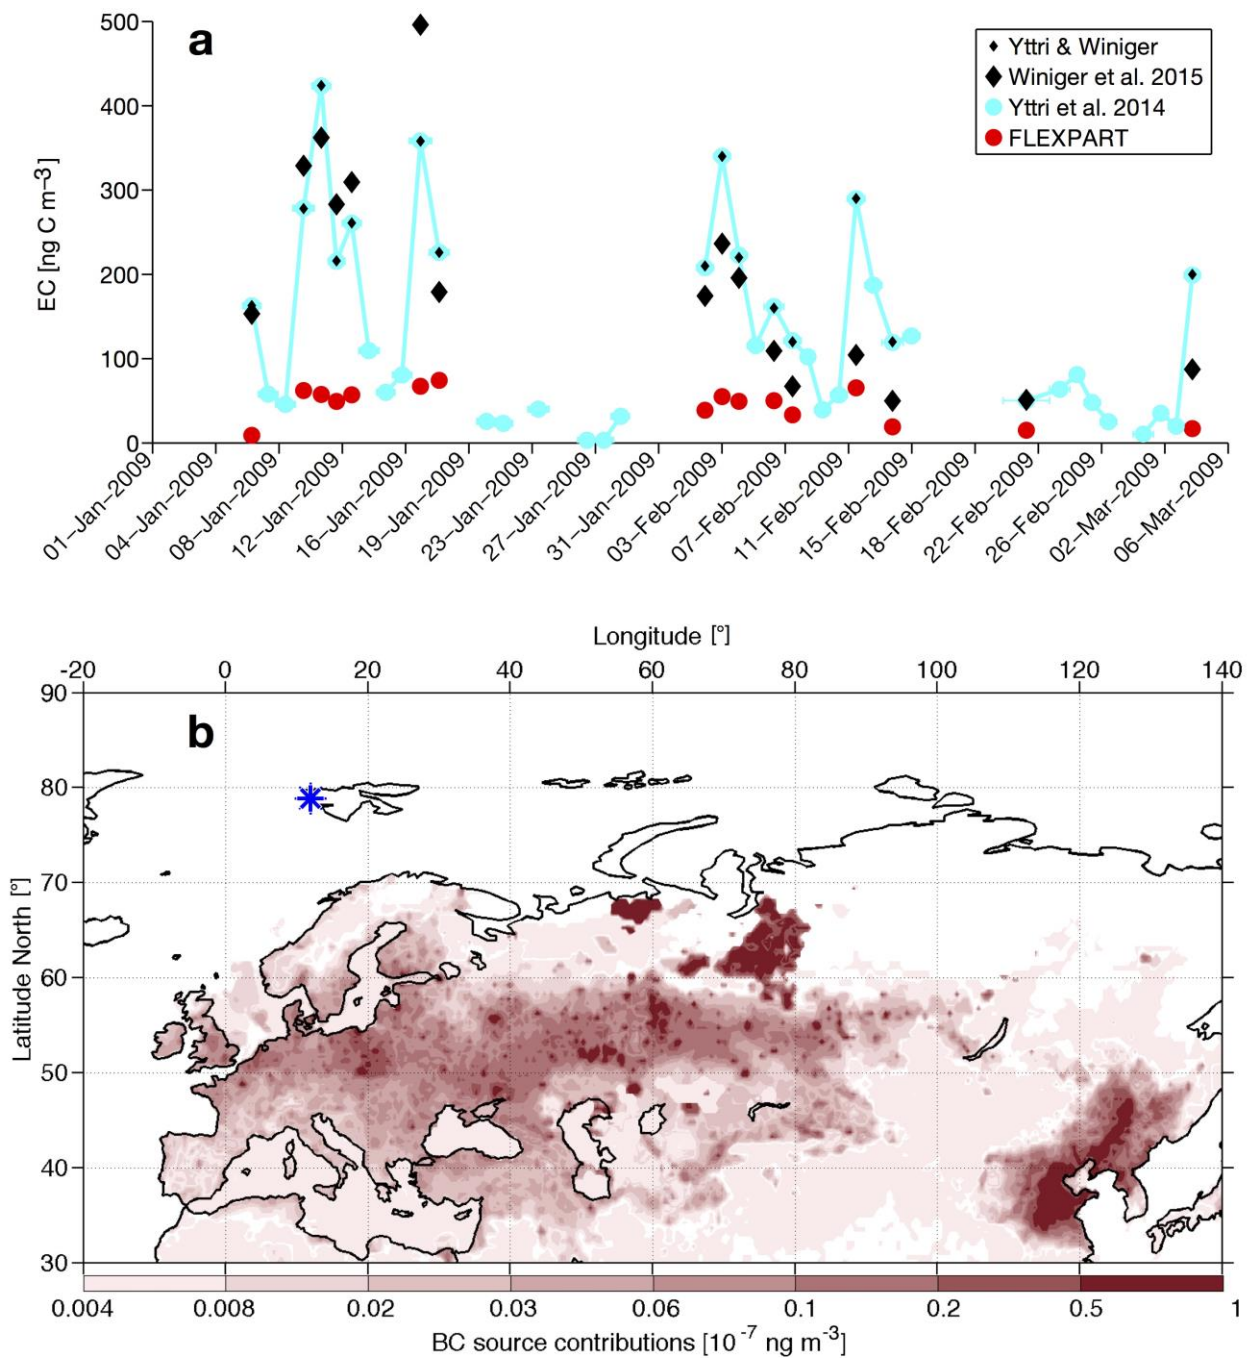 a
500
400
300
200
100
0
EC [ng C m−3]
Yttri & Winiger
Winiger et al. 2015
Yttri et al. 2014
FLEXPART
01–Jan–2009
04–Jan–2009
08–Jan–2009
12–Jan–2009
16–Jan–2009
19–Jan–2009
23–Jan–2009
27–Jan–2009
31–Jan–2009
03–Feb–2009
07–Feb–2009
11–Feb–2009
15–Feb–2009
18–Feb–2009
22–Feb–2009
26–Feb–2009
02–Mar–2009
06–Mar–2009
Longitude [°]
-20 0 20 40 60 80 100 120 140
b
90
80
70
60
50
40
30
Latitude North [°]
0.004 0.008 0.02 0.03 0.06 0.1 0.2 0.5 1
BC source contributions [10⁻⁷ ng m⁻³]